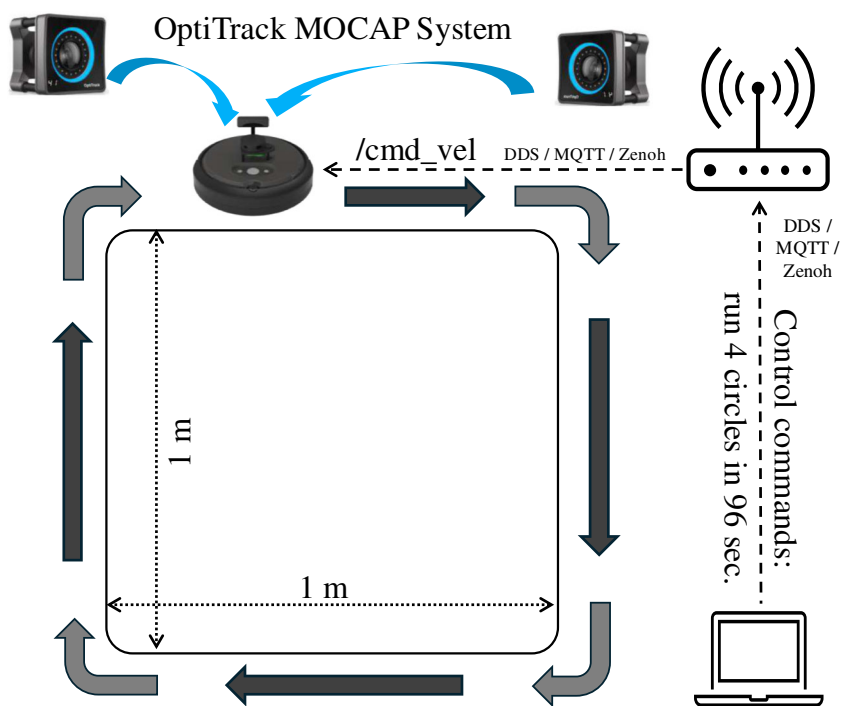 OptiTrack MOCAP System
/cmd_vel
DDS / MQTT / Zenoh
DDS /
MQTT /
Zenoh
Control commands:
run 4 circles in 96 sec.
1 m
1 m